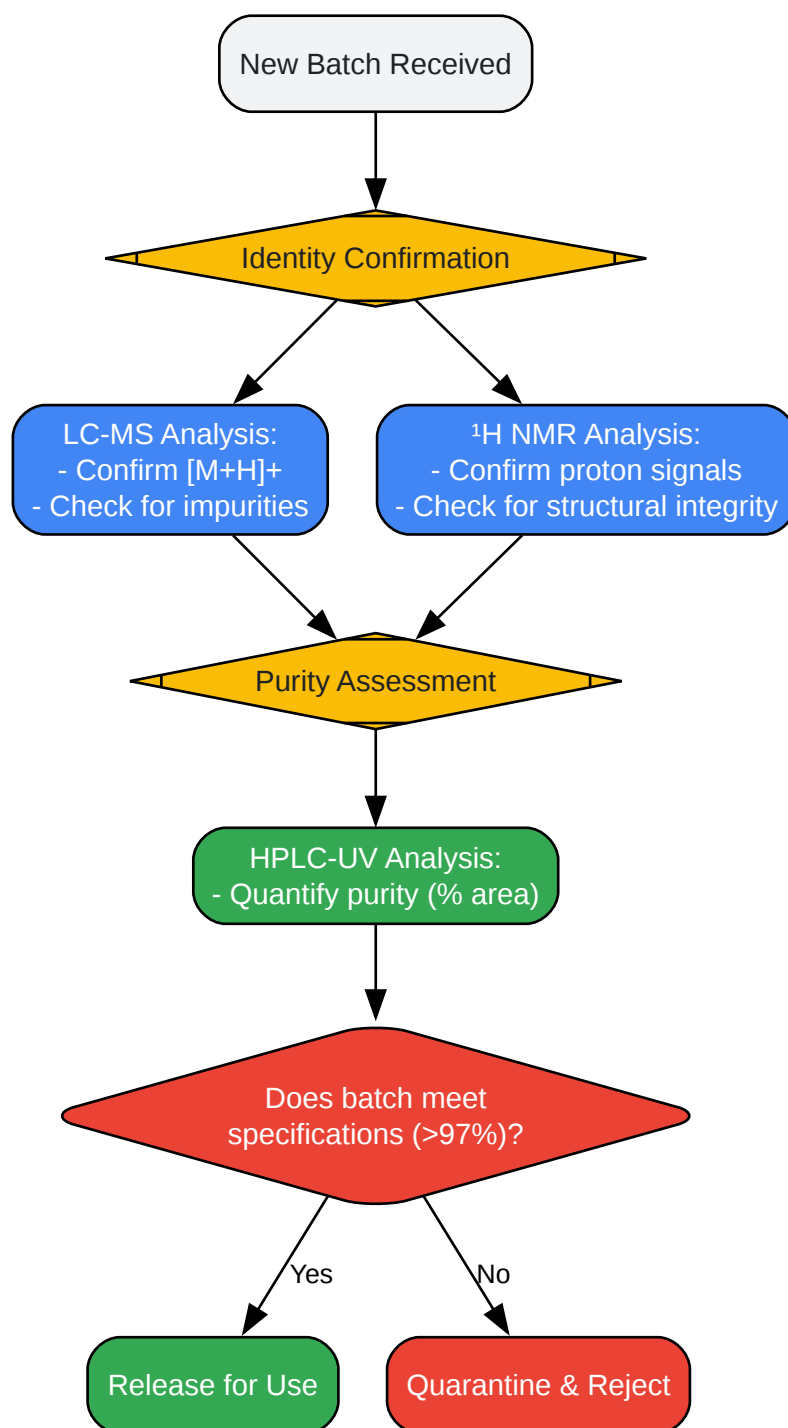 New Batch Received
Identity Confirmation
LC-MS Analysis:
- Confirm [M+H]+
- Check for impurities
¹H NMR Analysis:
- Confirm proton signals
- Check for structural integrity
Purity Assessment
HPLC-UV Analysis:
- Quantify purity (% area)
Does batch meet
specifications (>97%)?
Yes
No
Release for Use
Quarantine & Reject